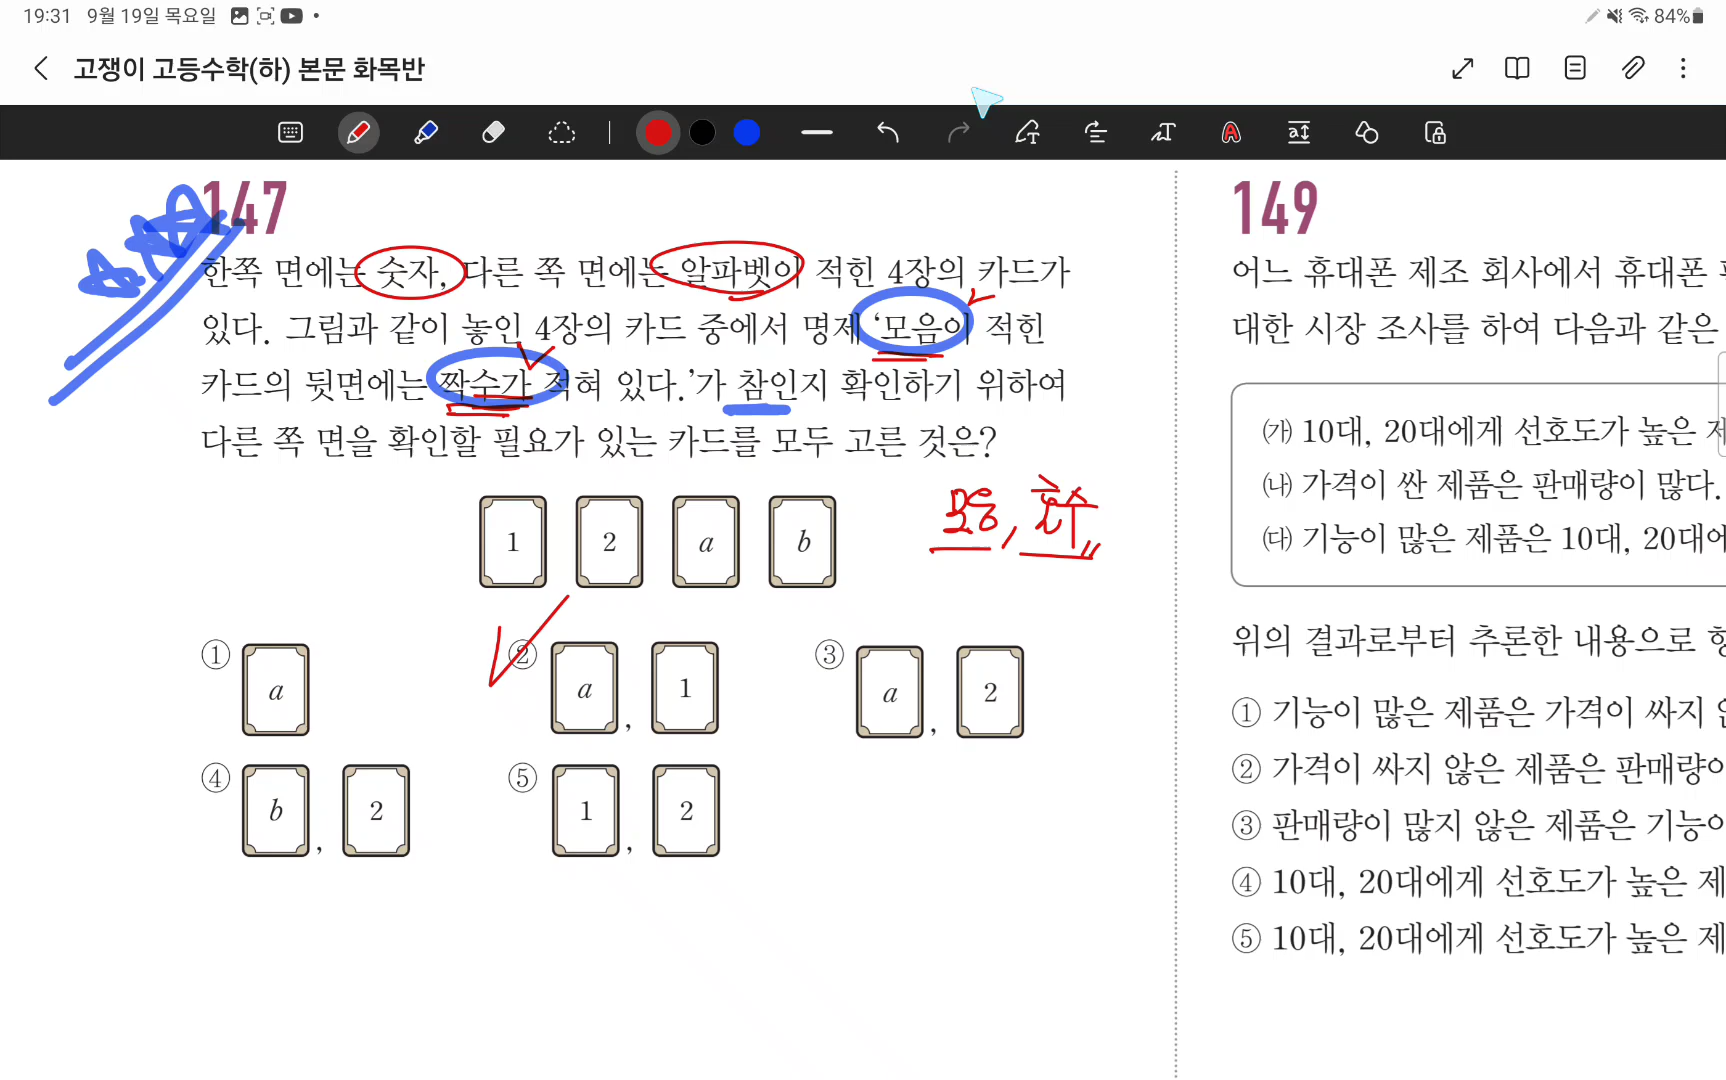 19:31 9월 19일 목요일
84%
고쟁이 고등수학(하) 본문 화목반
147
한쪽 면에는 숫자, 다른 쪽 면에는 알파벳이 적힌 4장의 카드가
있다. 그림과 같이 놓인 4장의 카드 중에서 명제 ‘모음이 적힌
카드의 뒷면에는 짝수가 적혀 있다.’가 참인지 확인하기 위하여
다른 쪽 면을 확인할 필요가 있는 카드를 모두 고른 것은?
1 2 a b
모음, 홀수
① a
② a, 1
③ a, 2
④ b, 2
⑤ 1, 2
149
어느 휴대폰 제조 회사에서 휴대폰
대한 시장 조사를 하여 다음과 같은
㈎ 10대, 20대에게 선호도가 높은 제
㈏ 가격이 싼 제품은 판매량이 많다.
㈐ 기능이 많은 제품은 10대, 20대에
위의 결과로부터 추론한 내용으로 항
① 기능이 많은 제품은 가격이 싸지
② 가격이 싸지 않은 제품은 판매량이
③ 판매량이 많지 않은 제품은 기능이
④ 10대, 20대에게 선호도가 높은 제
⑤ 10대, 20대에게 선호도가 높은 제